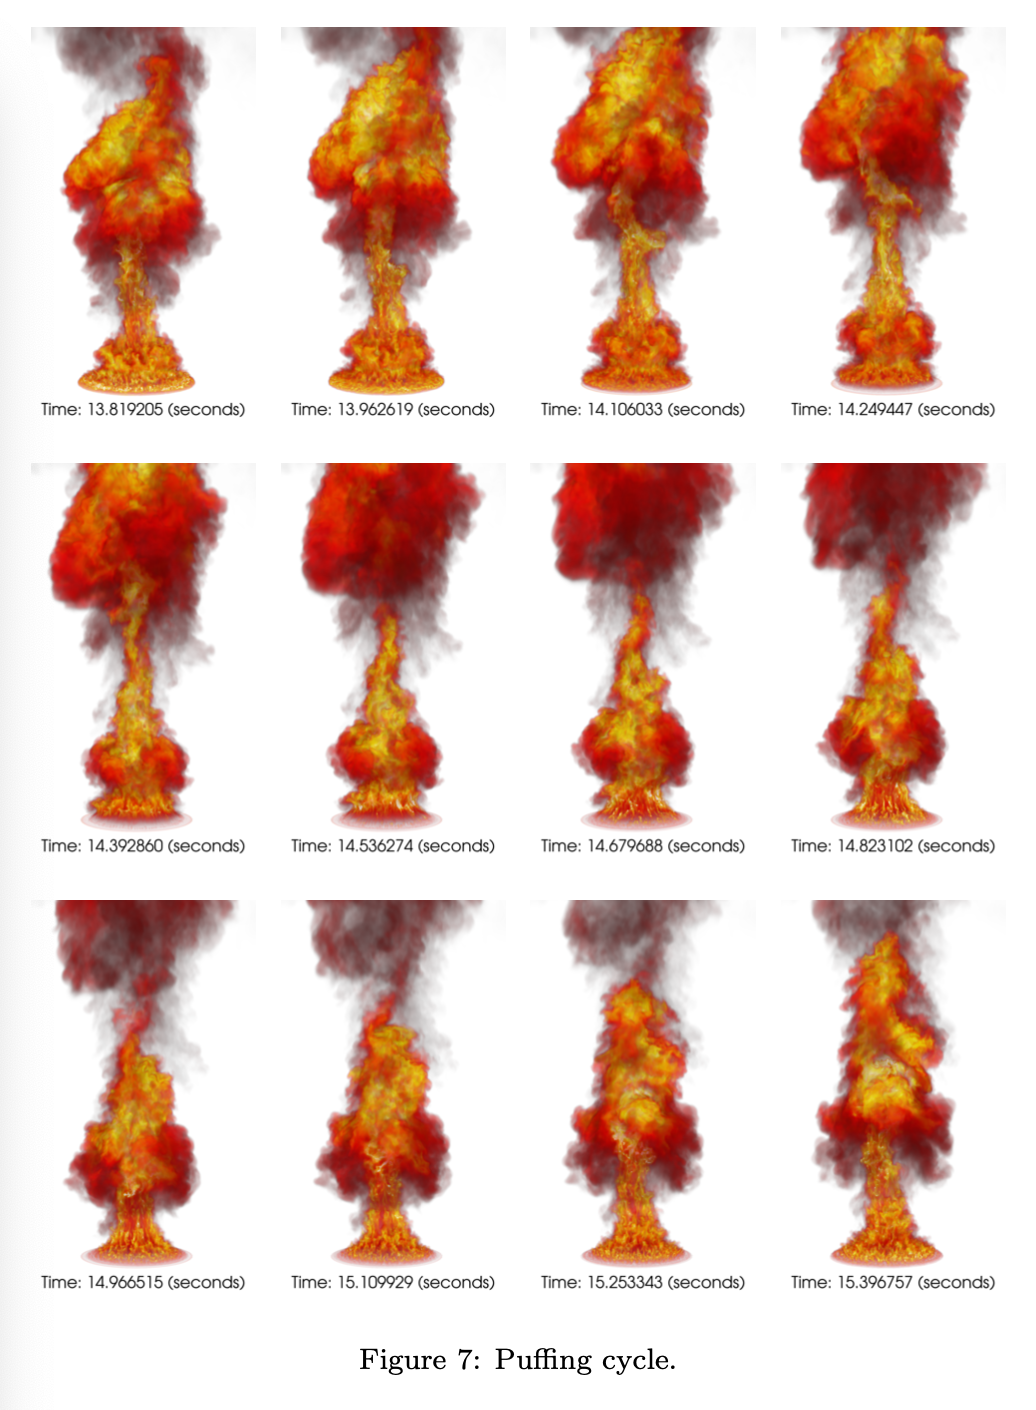 Time: 13.819205 (seconds)
Time: 13.962619 (seconds)
Time: 14.106033 (seconds)
Time: 14.249447 (seconds)
Time: 14.392860 (seconds)
Time: 14.536274 (seconds)
Time: 14.679688 (seconds)
Time: 14.823102 (seconds)
Time: 14.966515 (seconds)
Time: 15.109929 (seconds)
Time: 15.253343 (seconds)
Time: 15.396757 (seconds)
Figure 7: Puffing cycle.